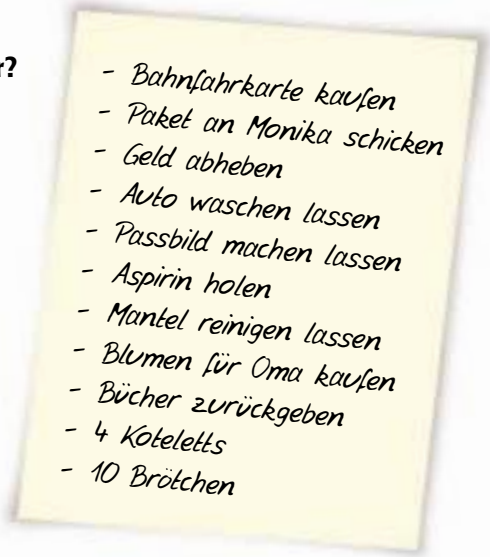 r?
- Bahnfahrkarte kaufen
- Paket an Monika schicken
- Geld abheben
- Auto waschen lassen
- Passbild machen lassen
- Aspirin holen
- Mantel reinigen lassen
- Blumen für Oma kaufen
- Bücher zurückgeben
- 4 Koteletts
- 10 Brötchen